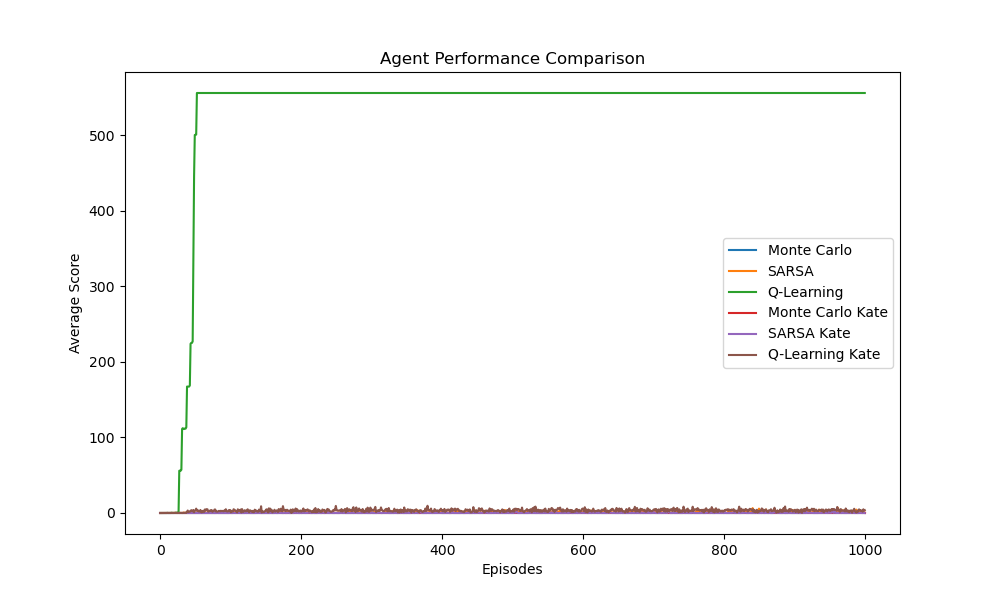 Agent Performance Comparison
Average Score
500
400
300
200
100
0
Monte Carlo
SARSA
Q-Learning
Monte Carlo Kate
SARSA Kate
Q-Learning Kate
0 200 400 600 800 1000
Episodes